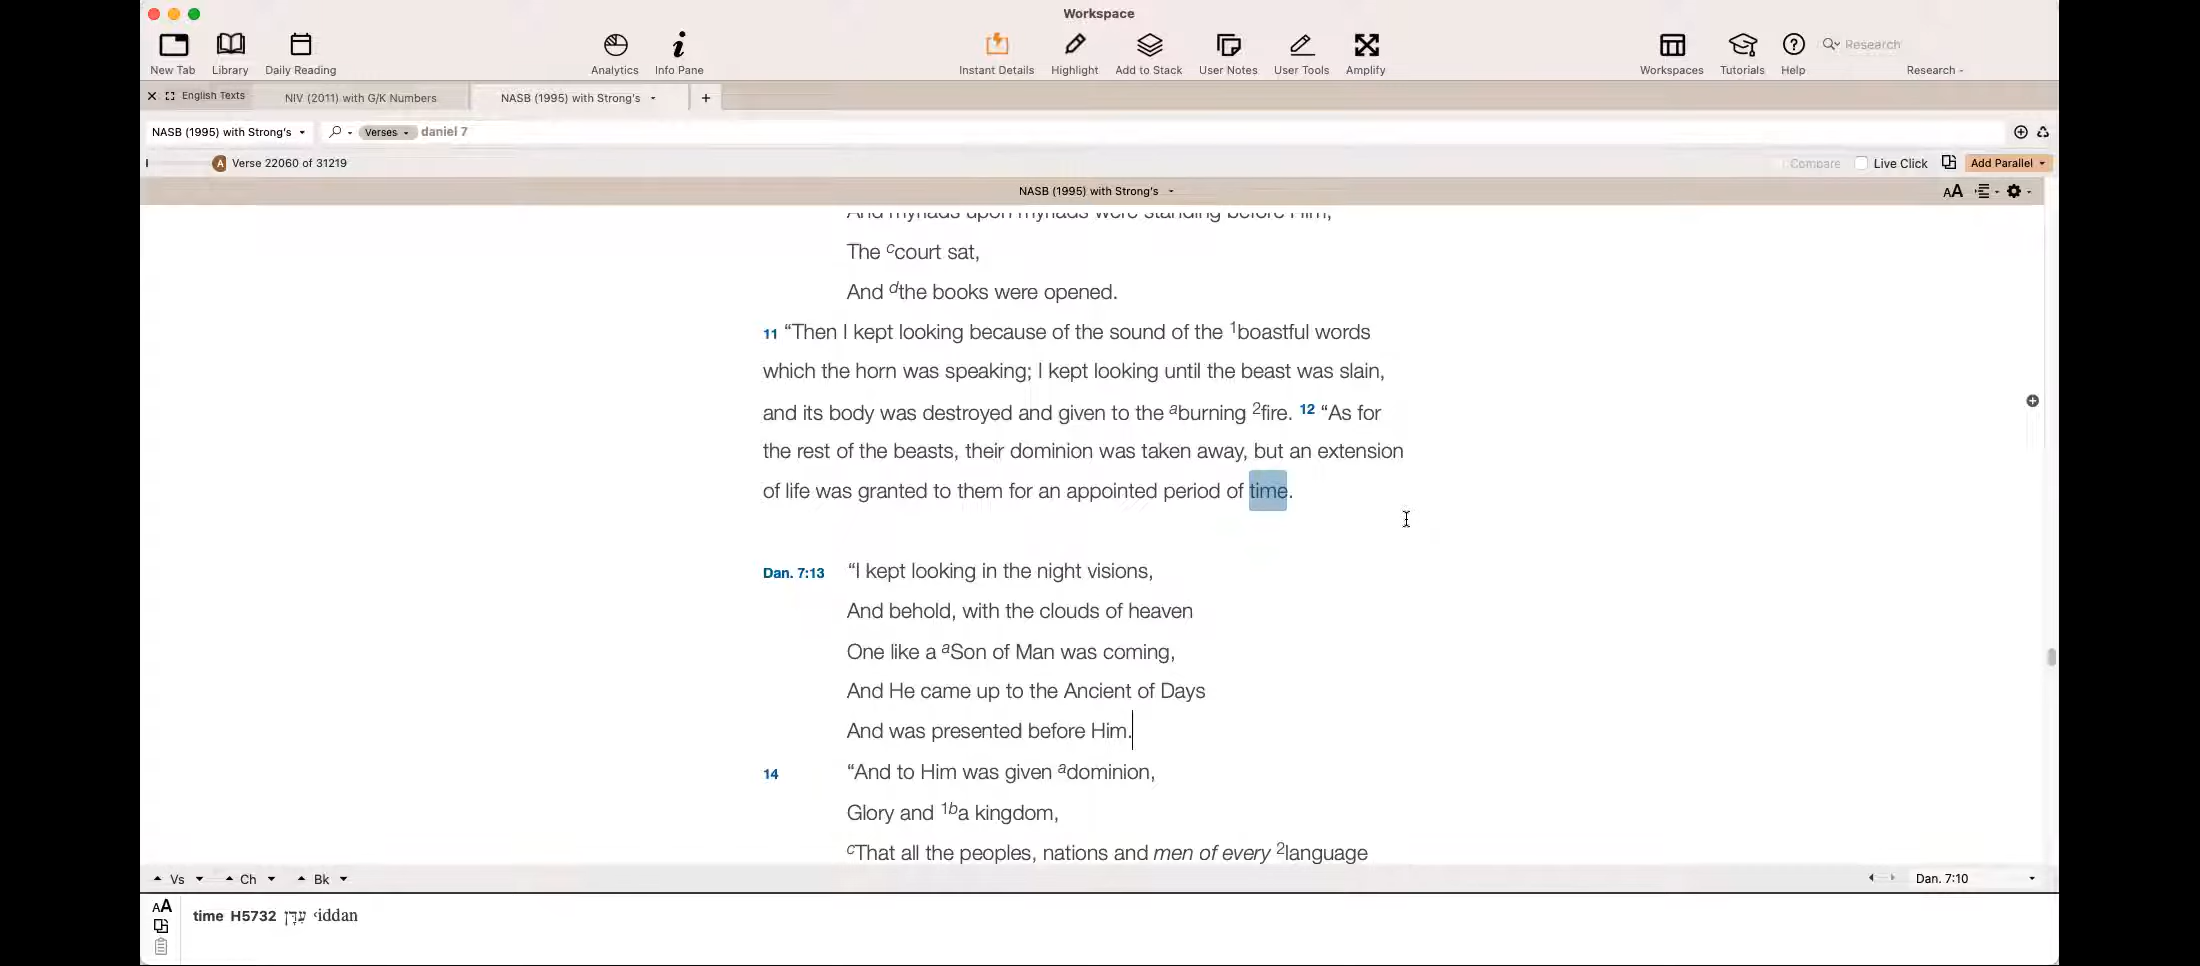 Workspace
New Tab
Library
Daily Reading
Analytics
Info Pane
Instant Details
Highlight
Add to Stack
User Notes
User Tools
Amplify
Workspaces
Tutorials
Help
Research
Research
English Texts
NIV (2011) with G/K Numbers
NASB (1995) with Strong's
NASB (1995) with Strong's
Verses
daniel 7
Verse 22060 of 31219
Compare
Live Click
Add Parallel
NASB (1995) with Strong's
And myriads upon myriads were standing before Him;
The ccourt sat,
And dthe books were opened.
11 “Then I kept looking because of the sound of the 1boastful words
which the horn was speaking; I kept looking until the beast was slain,
and its body was destroyed and given to the aburning 2fire. 12 “As for
the rest of the beasts, their dominion was taken away, but an extension
of life was granted to them for an appointed period of time.
Dan. 7:13 “I kept looking in the night visions,
And behold, with the clouds of heaven
One like a aSon of Man was coming,
And He came up to the Ancient of Days
And was presented before Him.
14 “And to Him was given adominion,
Glory and 1ba kingdom,
cThat all the peoples, nations and men of every 2language
Vs
Ch
Bk
Dan. 7:10
time H5732 עִדָּן ʿiddan